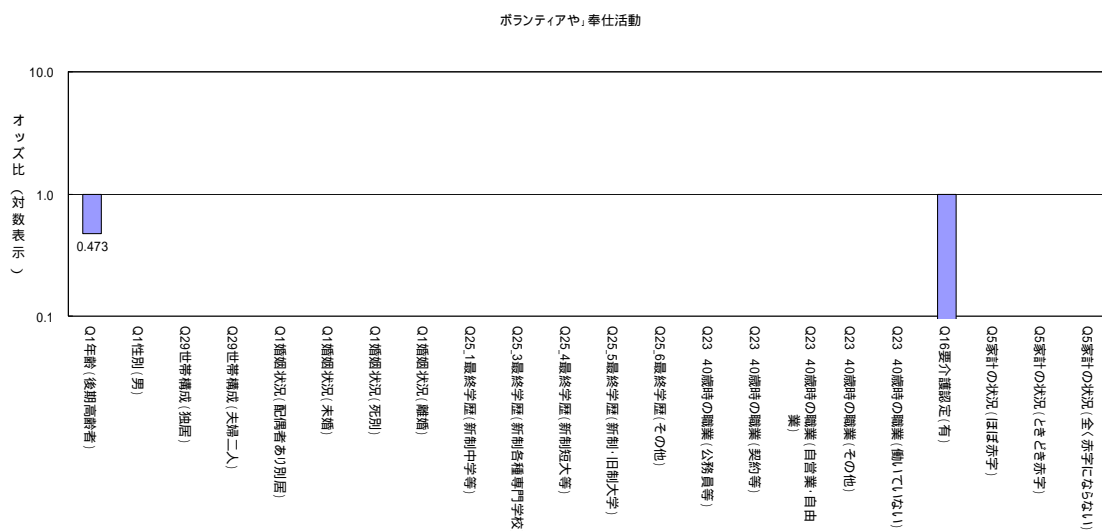 ボランティアや」奉仕活動
オッズ比（対数表示）
10.0
1.0
0.1
0.473
Q1年齢(後期高齢者)
Q1性別(男)
Q29世帯構成(独居)
Q29世帯構成(夫婦二人)
Q1婚姻状況(配偶者あり別居)
Q1婚姻状況(未婚)
Q1婚姻状況(死別)
Q1婚姻状況(離婚)
Q25_1最終学歴(新制中学等)
Q25_3最終学歴(新制各種専門学校
Q25_4最終学歴(新制短大等)
Q25_5最終学歴(新制・旧制大学)
Q25_6最終学歴(その他)
Q23 40歳時の職業(公務員等)
Q23 40歳時の職業(契約等)
Q23 40歳時の職業(自営業・自由
業)
Q23 40歳時の職業(その他)
Q23 40歳時の職業(働いていない)
Q16要介護認定(有)
Q5家計の状況(ほぼ赤字)
Q5家計の状況(ときどき赤字)
Q5家計の状況(全く赤字にならない)